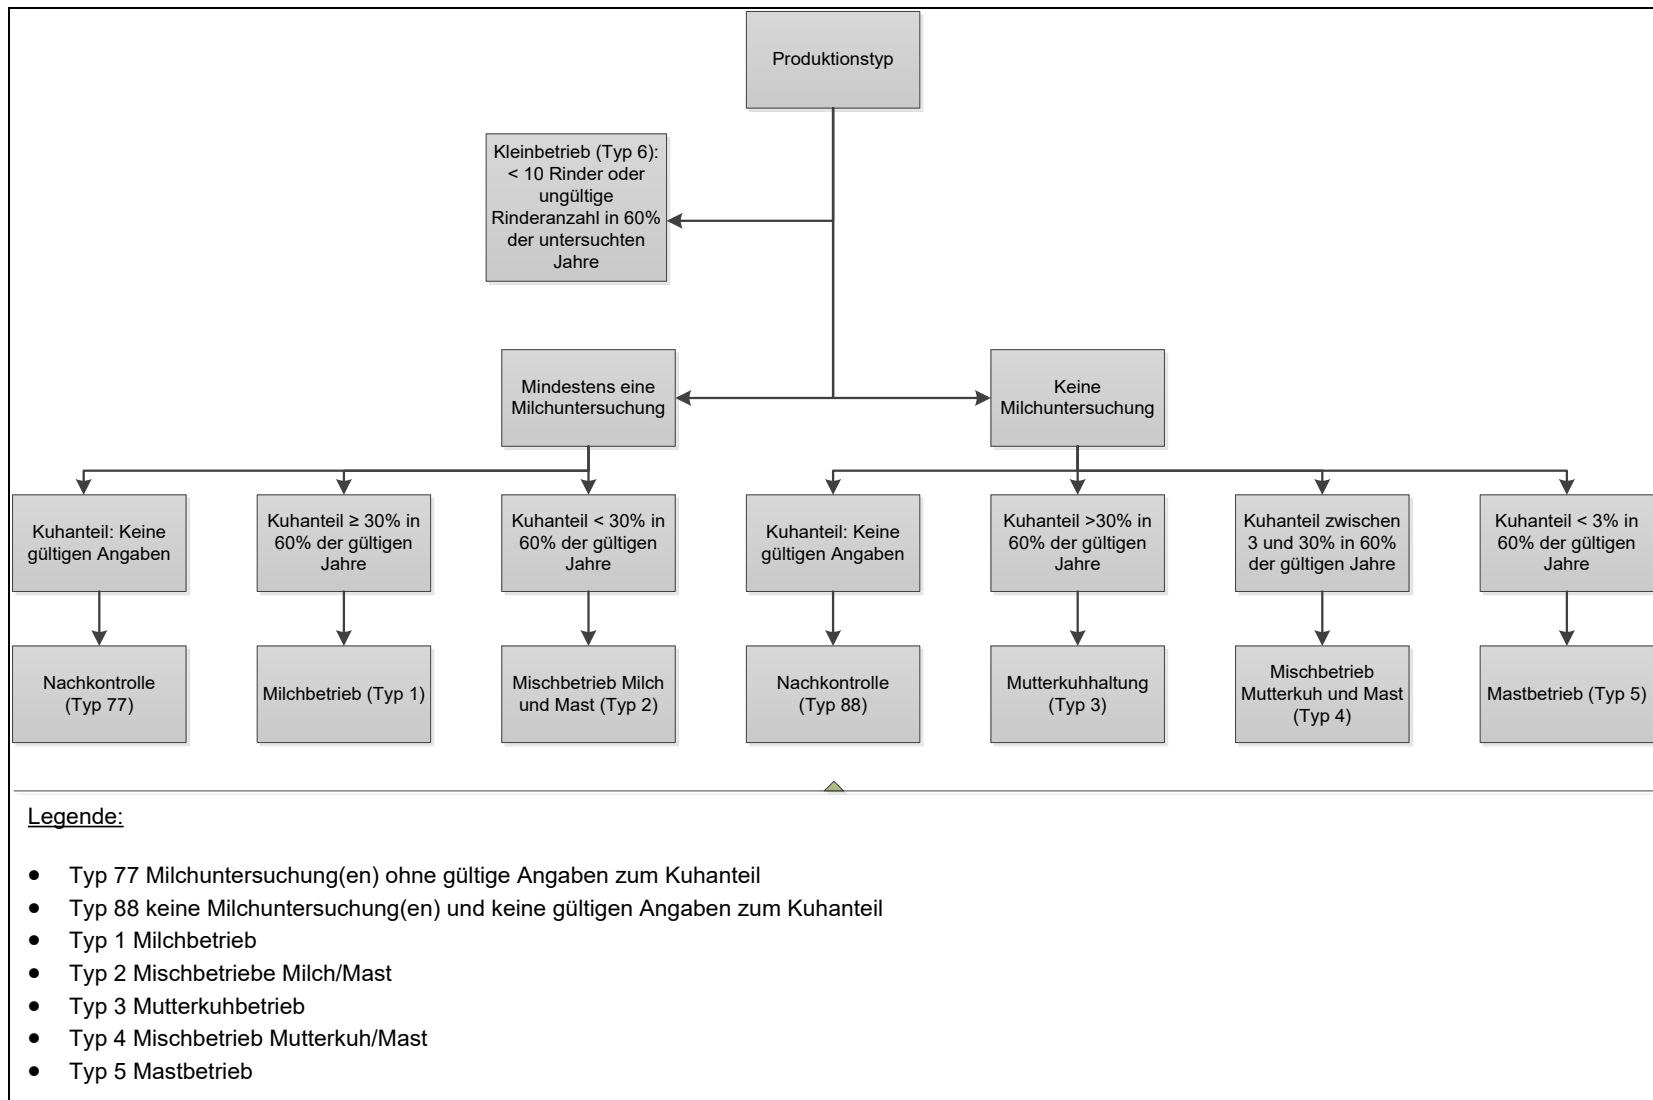 Produktionstyp
Kleinbetrieb (Typ 6):
< 10 Rinder oder
ungültige
Rinderanzahl in 60%
der untersuchten
Jahre
Mindestens eine
Milchuntersuchung
Keine
Milchuntersuchung
Kuhanteil: Keine
gültigen Angaben
Kuhanteil ≥ 30% in
60% der gültigen
Jahre
Kuhanteil < 30% in
60% der gültigen
Jahre
Kuhanteil: Keine
gültigen Angaben
Kuhanteil >30% in
60% der gültigen
Jahre
Kuhanteil zwischen
3 und 30% in 60%
der gültigen Jahre
Kuhanteil < 3% in
60% der gültigen
Jahre
Nachkontrolle
(Typ 77)
Milchbetrieb (Typ 1)
Mischbetrieb Milch
und Mast (Typ 2)
Nachkontrolle
(Typ 88)
Mutterkuhhaltung
(Typ 3)
Mischbetrieb
Mutterkuh und Mast
(Typ 4)
Mastbetrieb (Typ 5)
Legende:
• Typ 77 Milchuntersuchung(en) ohne gültige Angaben zum Kuhanteil
• Typ 88 keine Milchuntersuchung(en) und keine gültigen Angaben zum Kuhanteil
• Typ 1 Milchbetrieb
• Typ 2 Mischbetriebe Milch/Mast
• Typ 3 Mutterkuhbetrieb
• Typ 4 Mischbetrieb Mutterkuh/Mast
• Typ 5 Mastbetrieb